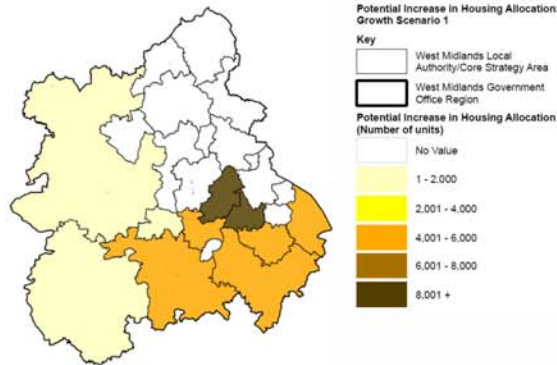 Potential Increase in Housing Allocation:
Growth Scenario 1
Key
West Midlands Local
Authority/Core Strategy Area
West Midlands Government
Office Region
Potential Increase in Housing Allocation
(Number of units)
No Value
1 - 2,000
2,001 - 4,000
4,001 - 6,000
6,001 - 8,000
8,001 +